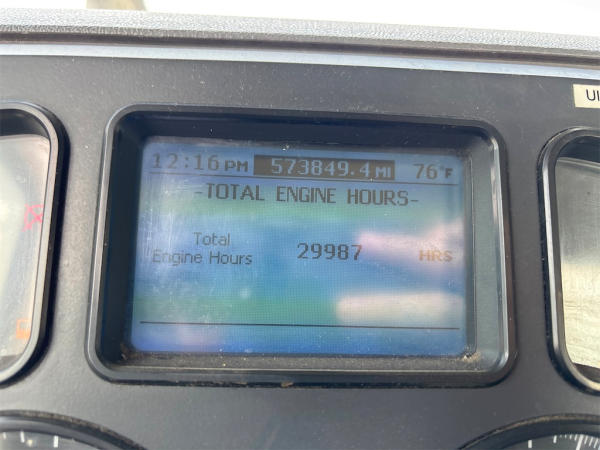 12:16 PM 573849.4 MI 76°F
-TOTAL ENGINE HOURS-
Total
Engine Hours 29987 HRS